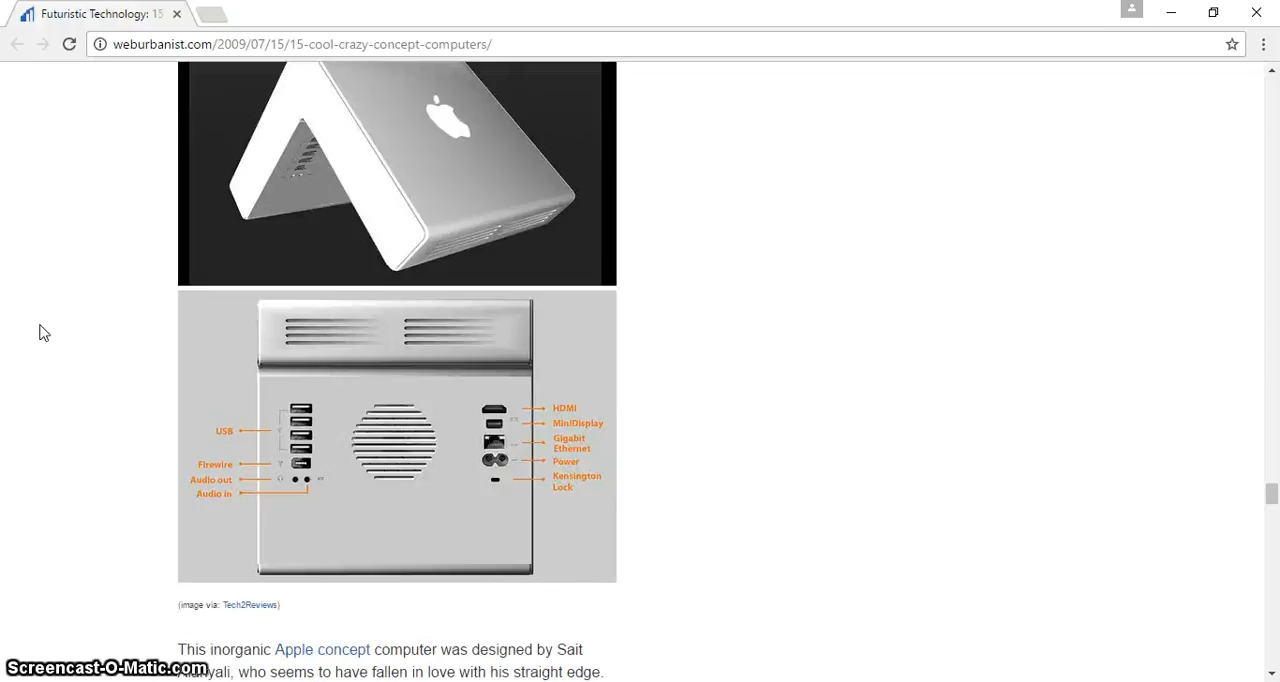 Futuristic Technology: 15
weburbanist.com/2009/07/15/15-cool-crazy-concept-computers/
USB
Firewire
Audio out
Audio in
HDMI
MiniDisplay
Gigabit
Ethernet
Power
Kensington
Lock
(image via: Tech2Reviews)
This inorganic Apple concept computer was designed by Sait
Alanyali, who seems to have fallen in love with his straight edge.
Screencast-O-Matic.com